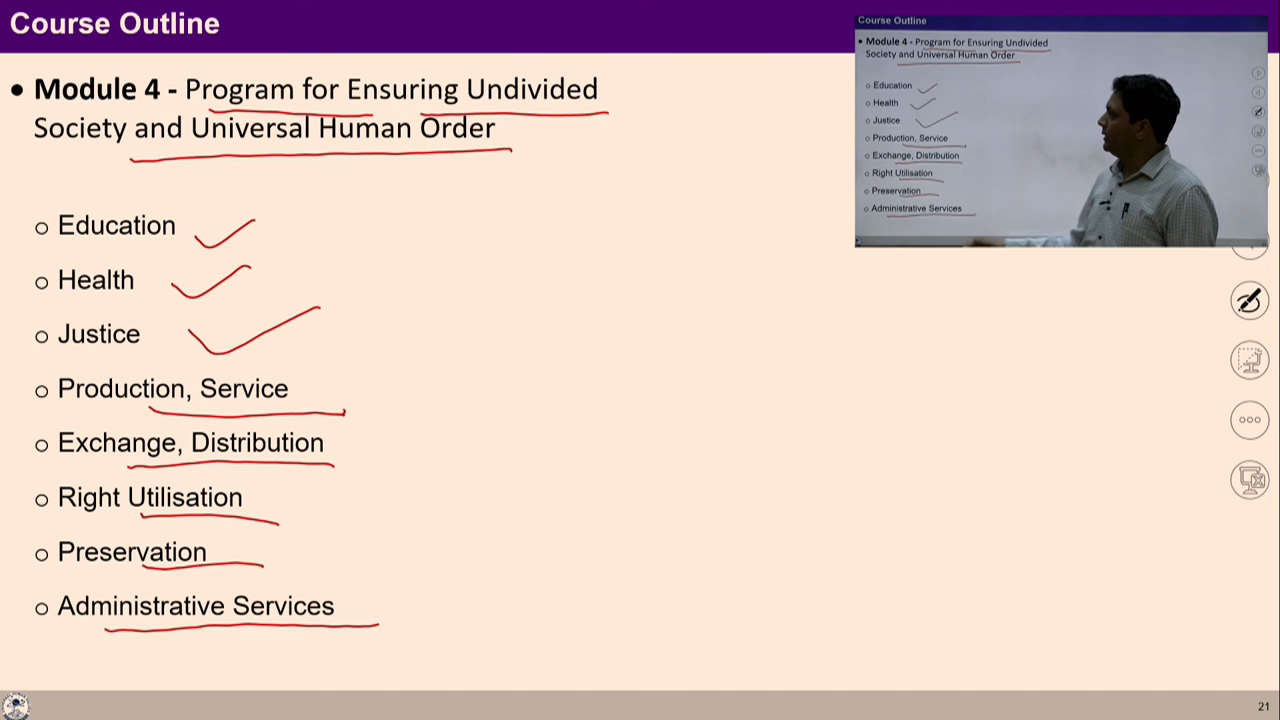 Course Outline
• Module 4 - Program for Ensuring Undivided
Society and Universal Human Order
o Education
o Health
o Justice
o Production, Service
o Exchange, Distribution
o Right Utilisation
o Preservation
o Administrative Services
21
Course Outline
• Module 4 - Program for Ensuring Undivided
Society and Universal Human Order
o Education
o Health
o Justice
o Production, Service
o Exchange, Distribution
o Right Utilisation
o Preservation
o Administrative Services